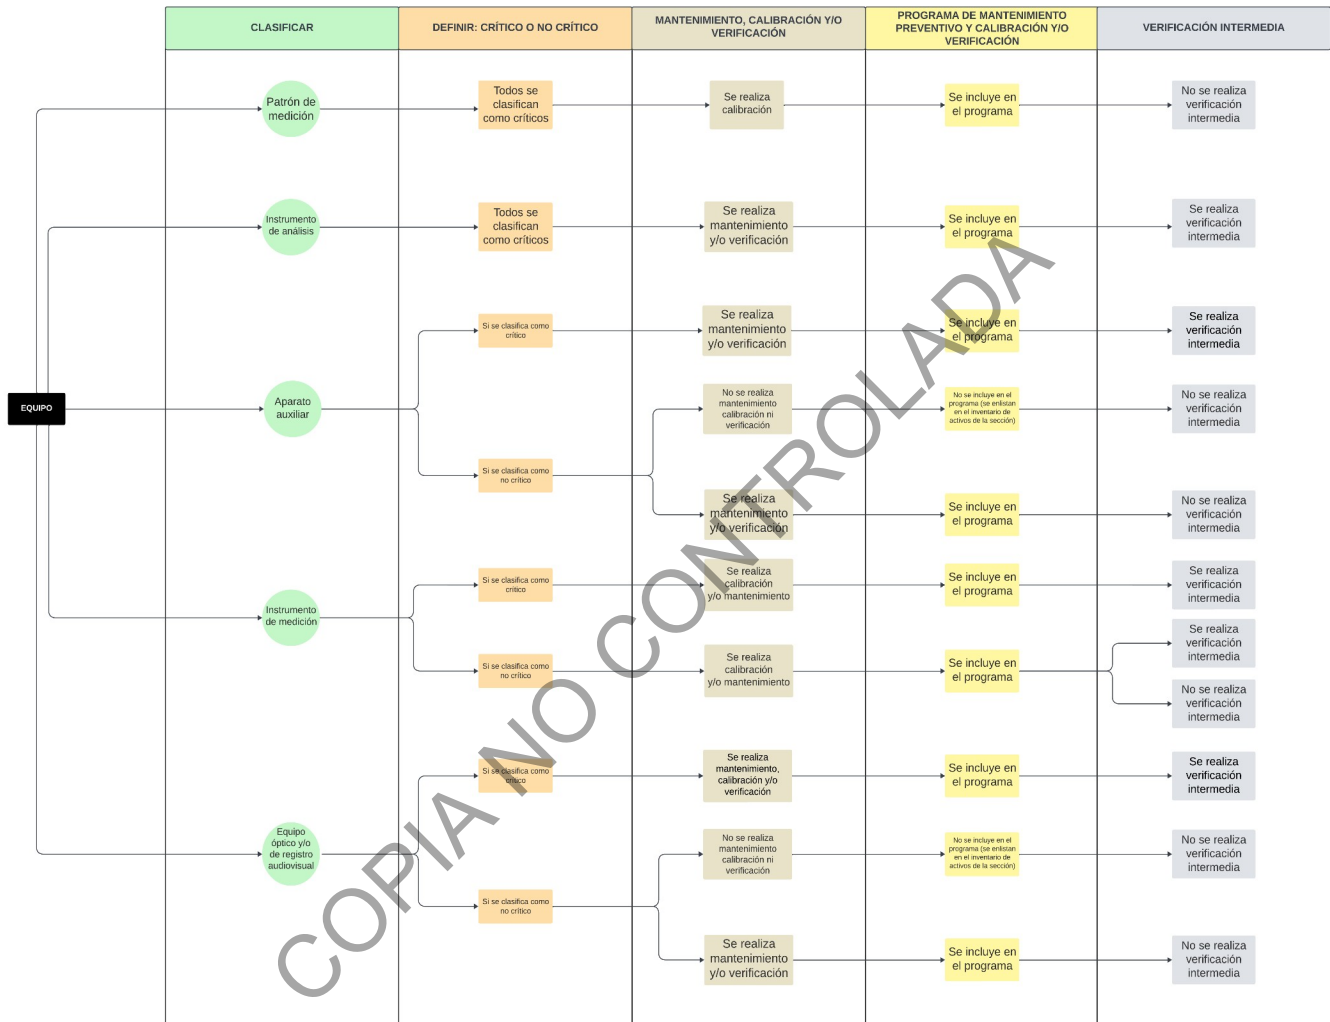 CLASIFICAR
DEFINIR: CRÍTICO O NO CRÍTICO
MANTENIMIENTO, CALIBRACIÓN Y/O
VERIFICACIÓN
PROGRAMA DE MANTENIMIENTO
PREVENTIVO Y CALIBRACIÓN Y/O
VERIFICACIÓN
VERIFICACIÓN INTERMEDIA
EQUIPO
Patrón de
medición
Todos se
clasifican
como críticos
Se realiza
calibración
Se incluye en
el programa
No se realiza
verificación
intermedia
Instrumento
de análisis
Todos se
clasifican
como críticos
Se realiza
mantenimiento
y/o verificación
Se incluye en
el programa
Se realiza
verificación
intermedia
Aparato
auxiliar
Si se clasifica como
crítico
Se realiza
mantenimiento
y/o verificación
Se incluye en
el programa
Se realiza
verificación
intermedia
Si se clasifica como
no crítico
No se realiza
mantenimiento
calibración ni
verificación
No se incluye en el
programa (se enlistan
en el inventario de
activos de la sección)
No se realiza
verificación
intermedia
Se realiza
mantenimiento
y/o verificación
Se incluye en
el programa
No se realiza
verificación
intermedia
Instrumento
de medición
Si se clasifica como
crítico
Se realiza
calibración
y/o mantenimiento
Se incluye en
el programa
Se realiza
verificación
intermedia
Si se clasifica como
no crítico
Se realiza
calibración
y/o mantenimiento
Se incluye en
el programa
Se realiza
verificación
intermedia
No se realiza
verificación
intermedia
Equipo
óptico y/o
de registro
audiovisual
Si se clasifica como
crítico
Se realiza
mantenimiento,
calibración y/o
verificación
Se incluye en
el programa
Se realiza
verificación
intermedia
Si se clasifica como
no crítico
No se realiza
mantenimiento
calibración ni
verificación
No se incluye en el
programa (se enlistan
en el inventario de
activos de la sección)
No se realiza
verificación
intermedia
Se realiza
mantenimiento
y/o verificación
Se incluye en
el programa
No se realiza
verificación
intermedia
COPIA NO CONTROLADA